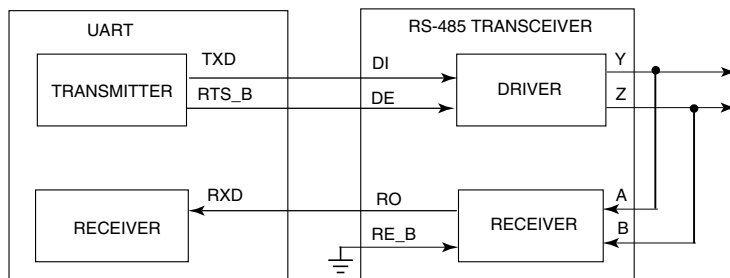 UART
RS-485 TRANSCEIVER
TXD
DI
Y
TRANSMITTER
DRIVER
RTS_B
DE
Z
RXD
RO
A
RECEIVER
RECEIVER
RE_B
B